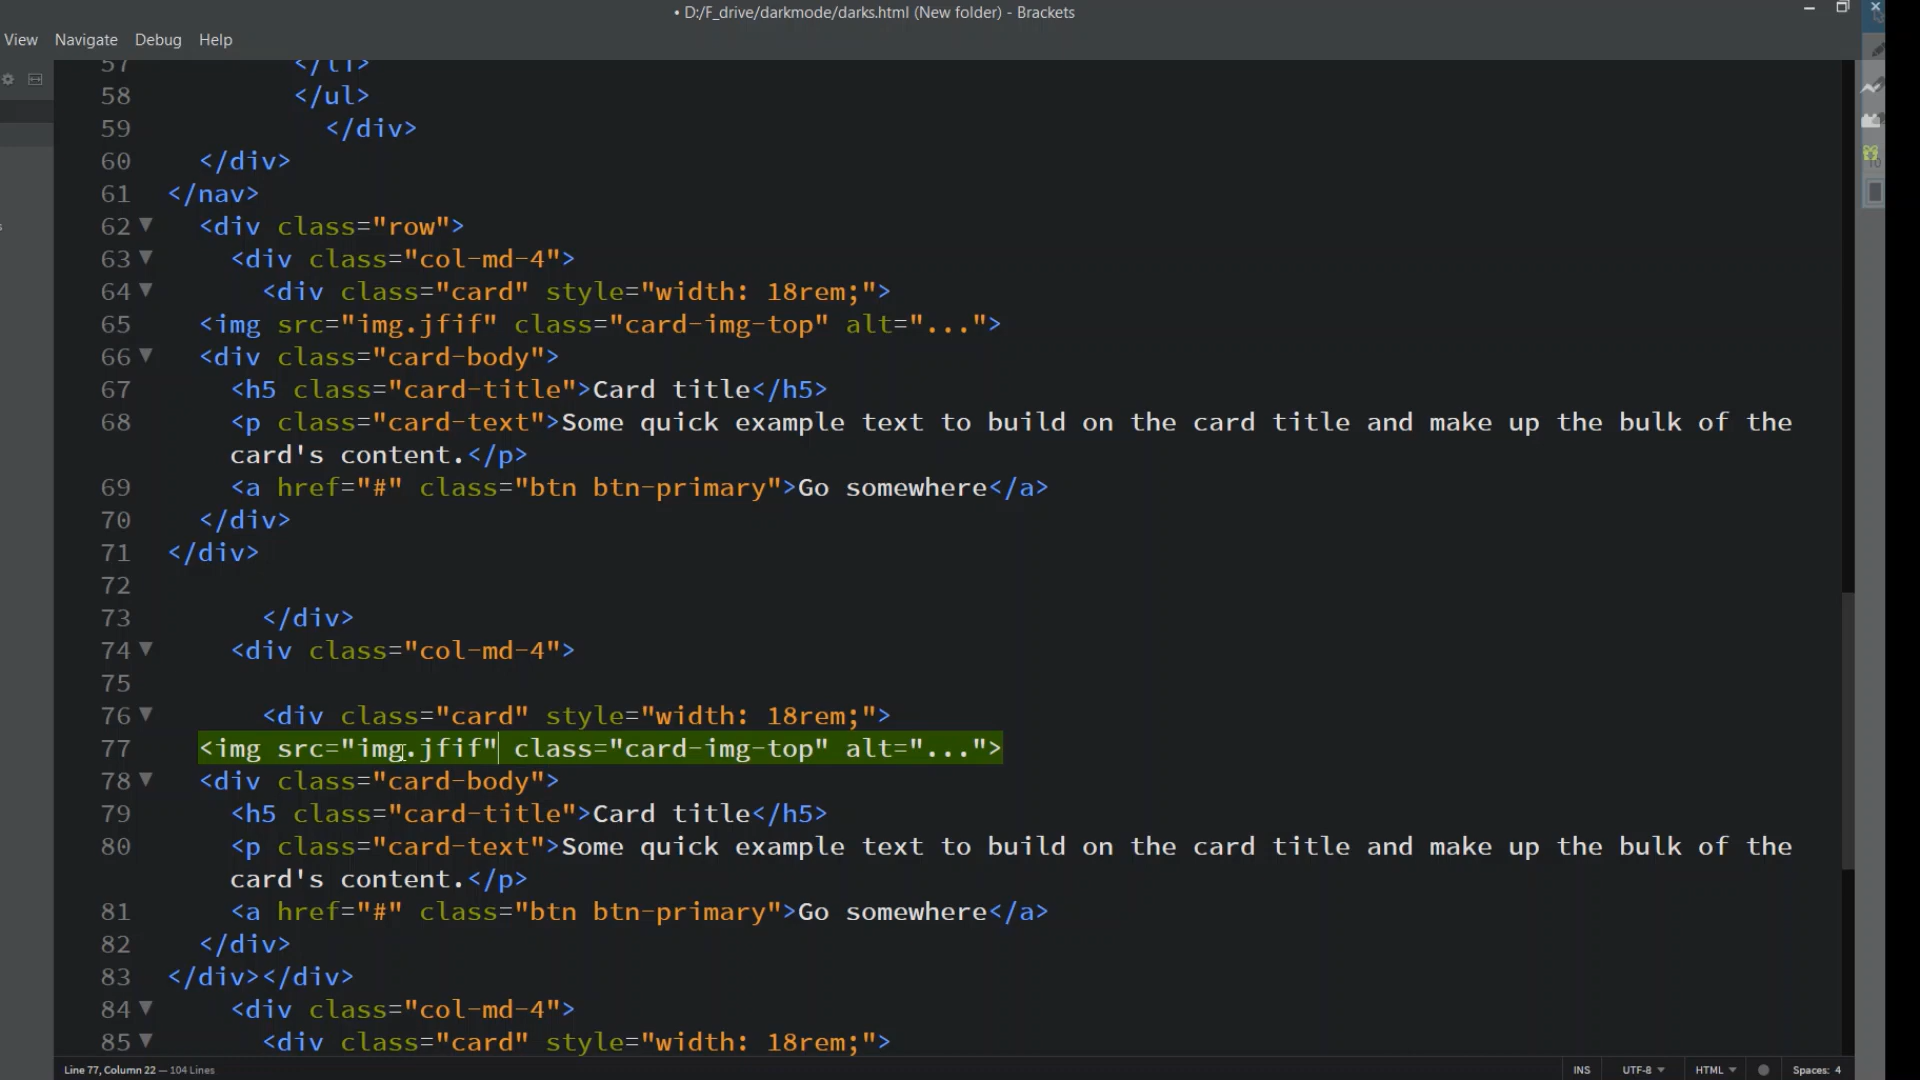 • D:/F_drive/darkmode/darks.html (New folder) - Brackets
View Navigate Debug Help
57 </li>
58 </ul>
59 </div>
60 </div>
61 </nav>
62 <div class="row">
63 <div class="col-md-4">
64 <div class="card" style="width: 18rem;">
65 <img src="img.jfif" class="card-img-top" alt="...">
66 <div class="card-body">
67 <h5 class="card-title">Card title</h5>
68 <p class="card-text">Some quick example text to build on the card title and make up the bulk of the
card's content.</p>
69 <a href="#" class="btn btn-primary">Go somewhere</a>
70 </div>
71 </div>
72
73 </div>
74 <div class="col-md-4">
75
76 <div class="card" style="width: 18rem;">
77 <img src="img.jfif" class="card-img-top" alt="...">
78 <div class="card-body">
79 <h5 class="card-title">Card title</h5>
80 <p class="card-text">Some quick example text to build on the card title and make up the bulk of the
card's content.</p>
81 <a href="#" class="btn btn-primary">Go somewhere</a>
82 </div>
83 </div></div>
84 <div class="col-md-4">
85 <div class="card" style="width: 18rem;">
Line 77, Column 22 — 104 Lines
INS UTF-8 HTML Spaces: 4